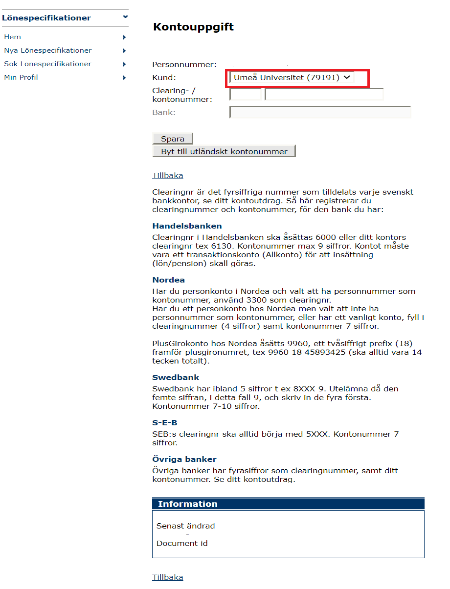 Lönespecifikationer
Hem
Nya Lönespecifikationer
Sök Lönespecifikationer
Min Profil
Kontouppgift
Personnummer:
Kund: Umeå Universitet (79191)
Clearing- /
kontonummer:
Bank:
Spara
Byt till utländskt kontonummer
Tillbaka
Clearingnr är det fyrsiffriga nummer som tilldelats varje svenskt
bankkontor, se ditt kontoutdrag. Så här registrerar du
clearingnummer och kontonummer, för den bank du har:
Handelsbanken
Clearingnr i Handelsbanken ska åsättas 6000 eller ditt kontors
clearingnr tex 6130. Kontonummer max 9 siffror. Kontot måste
vara ett transaktionskonto (Allkonto) för att insättning
(lön/pension) skall göras.
Nordea
Har du personkonto i Nordea och valt att ha personnummer som
kontonummer, använd 3300 som clearingnr.
Har du ett personkonto hos Nordea men valt att inte ha
personnummer som kontonummer, eller har ett vanligt konto, fyll i
clearingnummer (4 siffror) samt kontonummer 7 siffror.
PlusGirokonto hos Nordea åsätts 9960, ett tvåsiffrigt prefix (18)
framför plusgironumret, tex 9960 18 45893425 (ska alltid vara 14
tecken totalt).
Swedbank
Swedbank har ibland 5 siffror t ex 8XXX 9. Utelämna då den
femte siffran, i detta fall 9, och skriv in de fyra första.
Kontonummer 7-10 siffror.
S-E-B
SEB:s clearingnr ska alltid börja med 5XXX. Kontonummer 7
siffror.
Övriga banker
Övriga banker har fyrasiffror som clearingnummer, samt ditt
kontonummer. Se ditt kontoutdrag.
Information
Senast ändrad
-
Document Id
Tillbaka